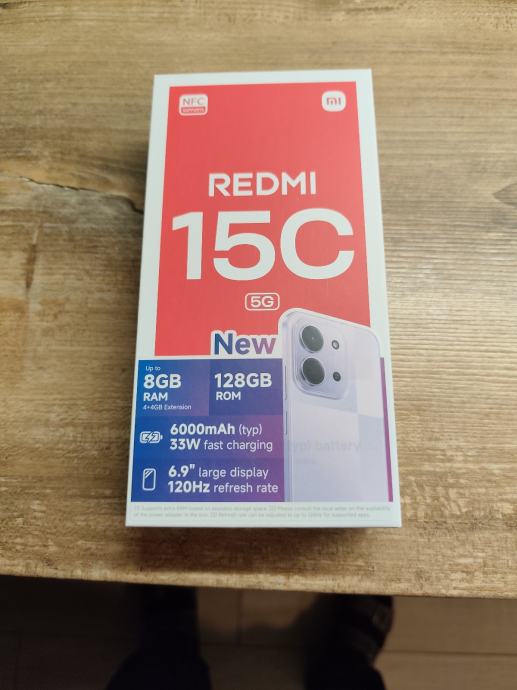 NFC
mi
REDMI
15C
5G
New
Up to
8GB
RAM
4+4GB Extension
128GB
ROM
6000mAh (typ)
33W fast charging
6.9" large display
120Hz refresh rate